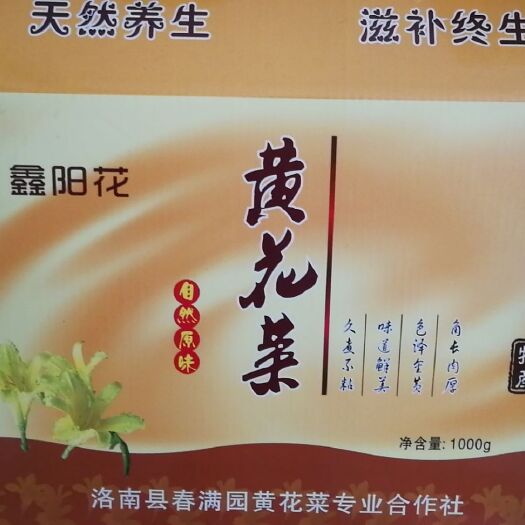 天然养生
滋补终生
鑫阳花
黄花菜
自然原味
角长肉厚
色泽金黄
味道鲜美
久煮不粘
特产
净含量: 1000g
洛南县春满园黄花菜专业合作社